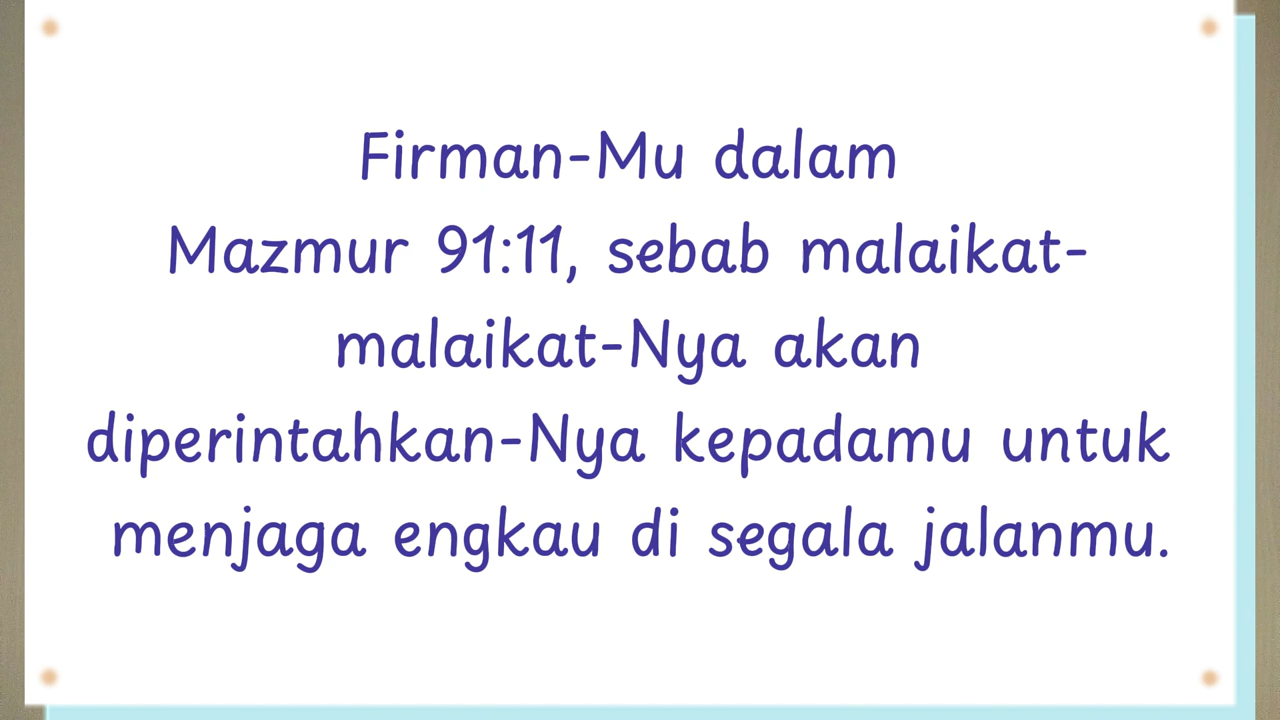 Firman-Mu dalam
Mazmur 91:11, sebab malaikat-
malaikat-Nya akan
diperintahkan-Nya kepadamu untuk
menjaga engkau di segala jalanmu.